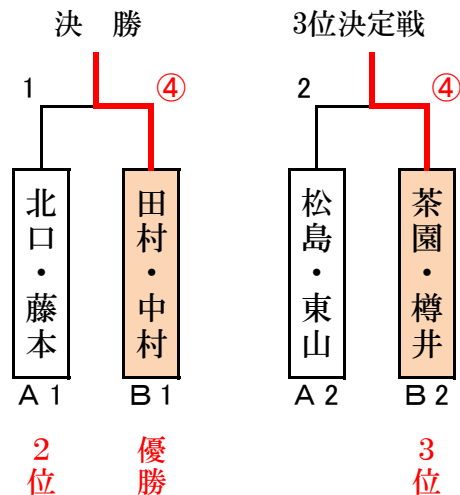 決　勝
1 ④
北口・藤本
田村・中村
A 1
B 1
2位
優勝
3位決定戦
2 ④
松島・東山
茶園・樽井
A 2
B 2
3位